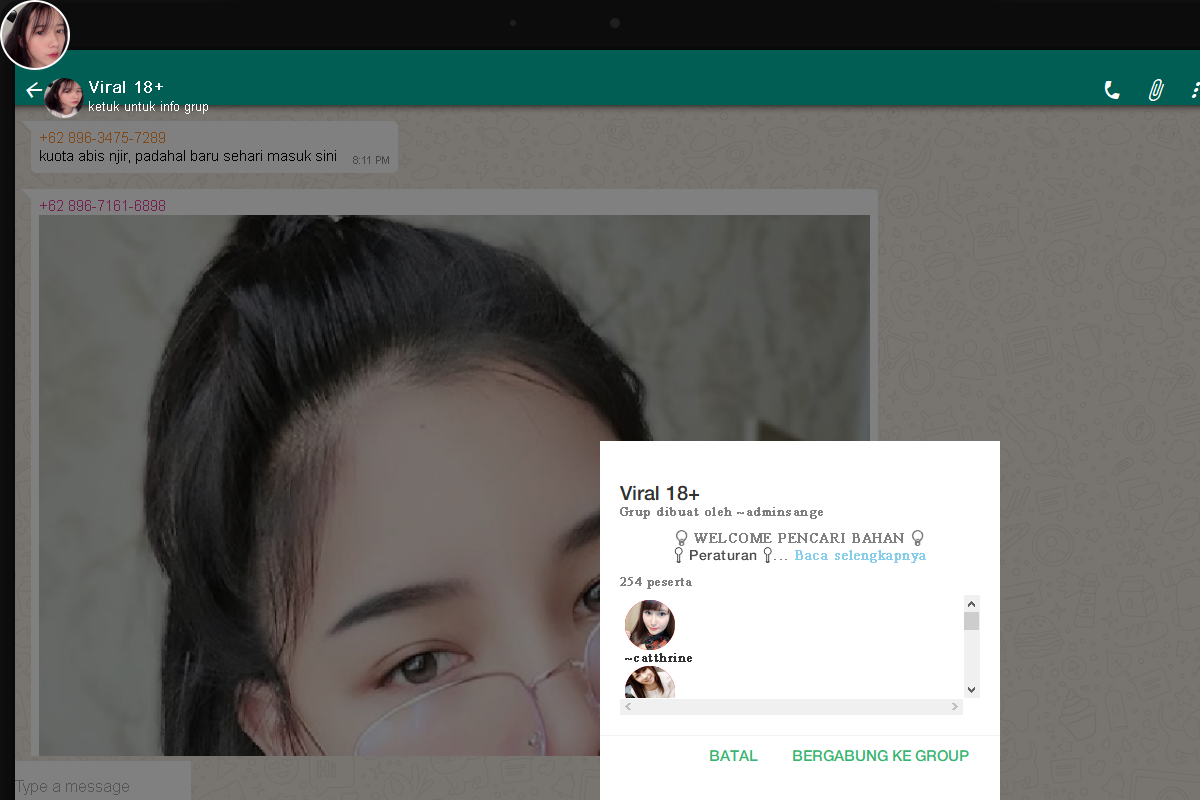 Viral 18+
ketuk untuk info grup
+62 896-3475-7289
kuota abis njir, padahal baru sehari masuk sini
8:11 PM
+62 896-7161-6898
Viral 18+
Grup dibuat oleh ~adminsange
WELCOME PENCARI BAHAN
Peraturan ... Baca selengkapnya
254 peserta
~catthrine
BATAL
BERGABUNG KE GROUP
Type a message